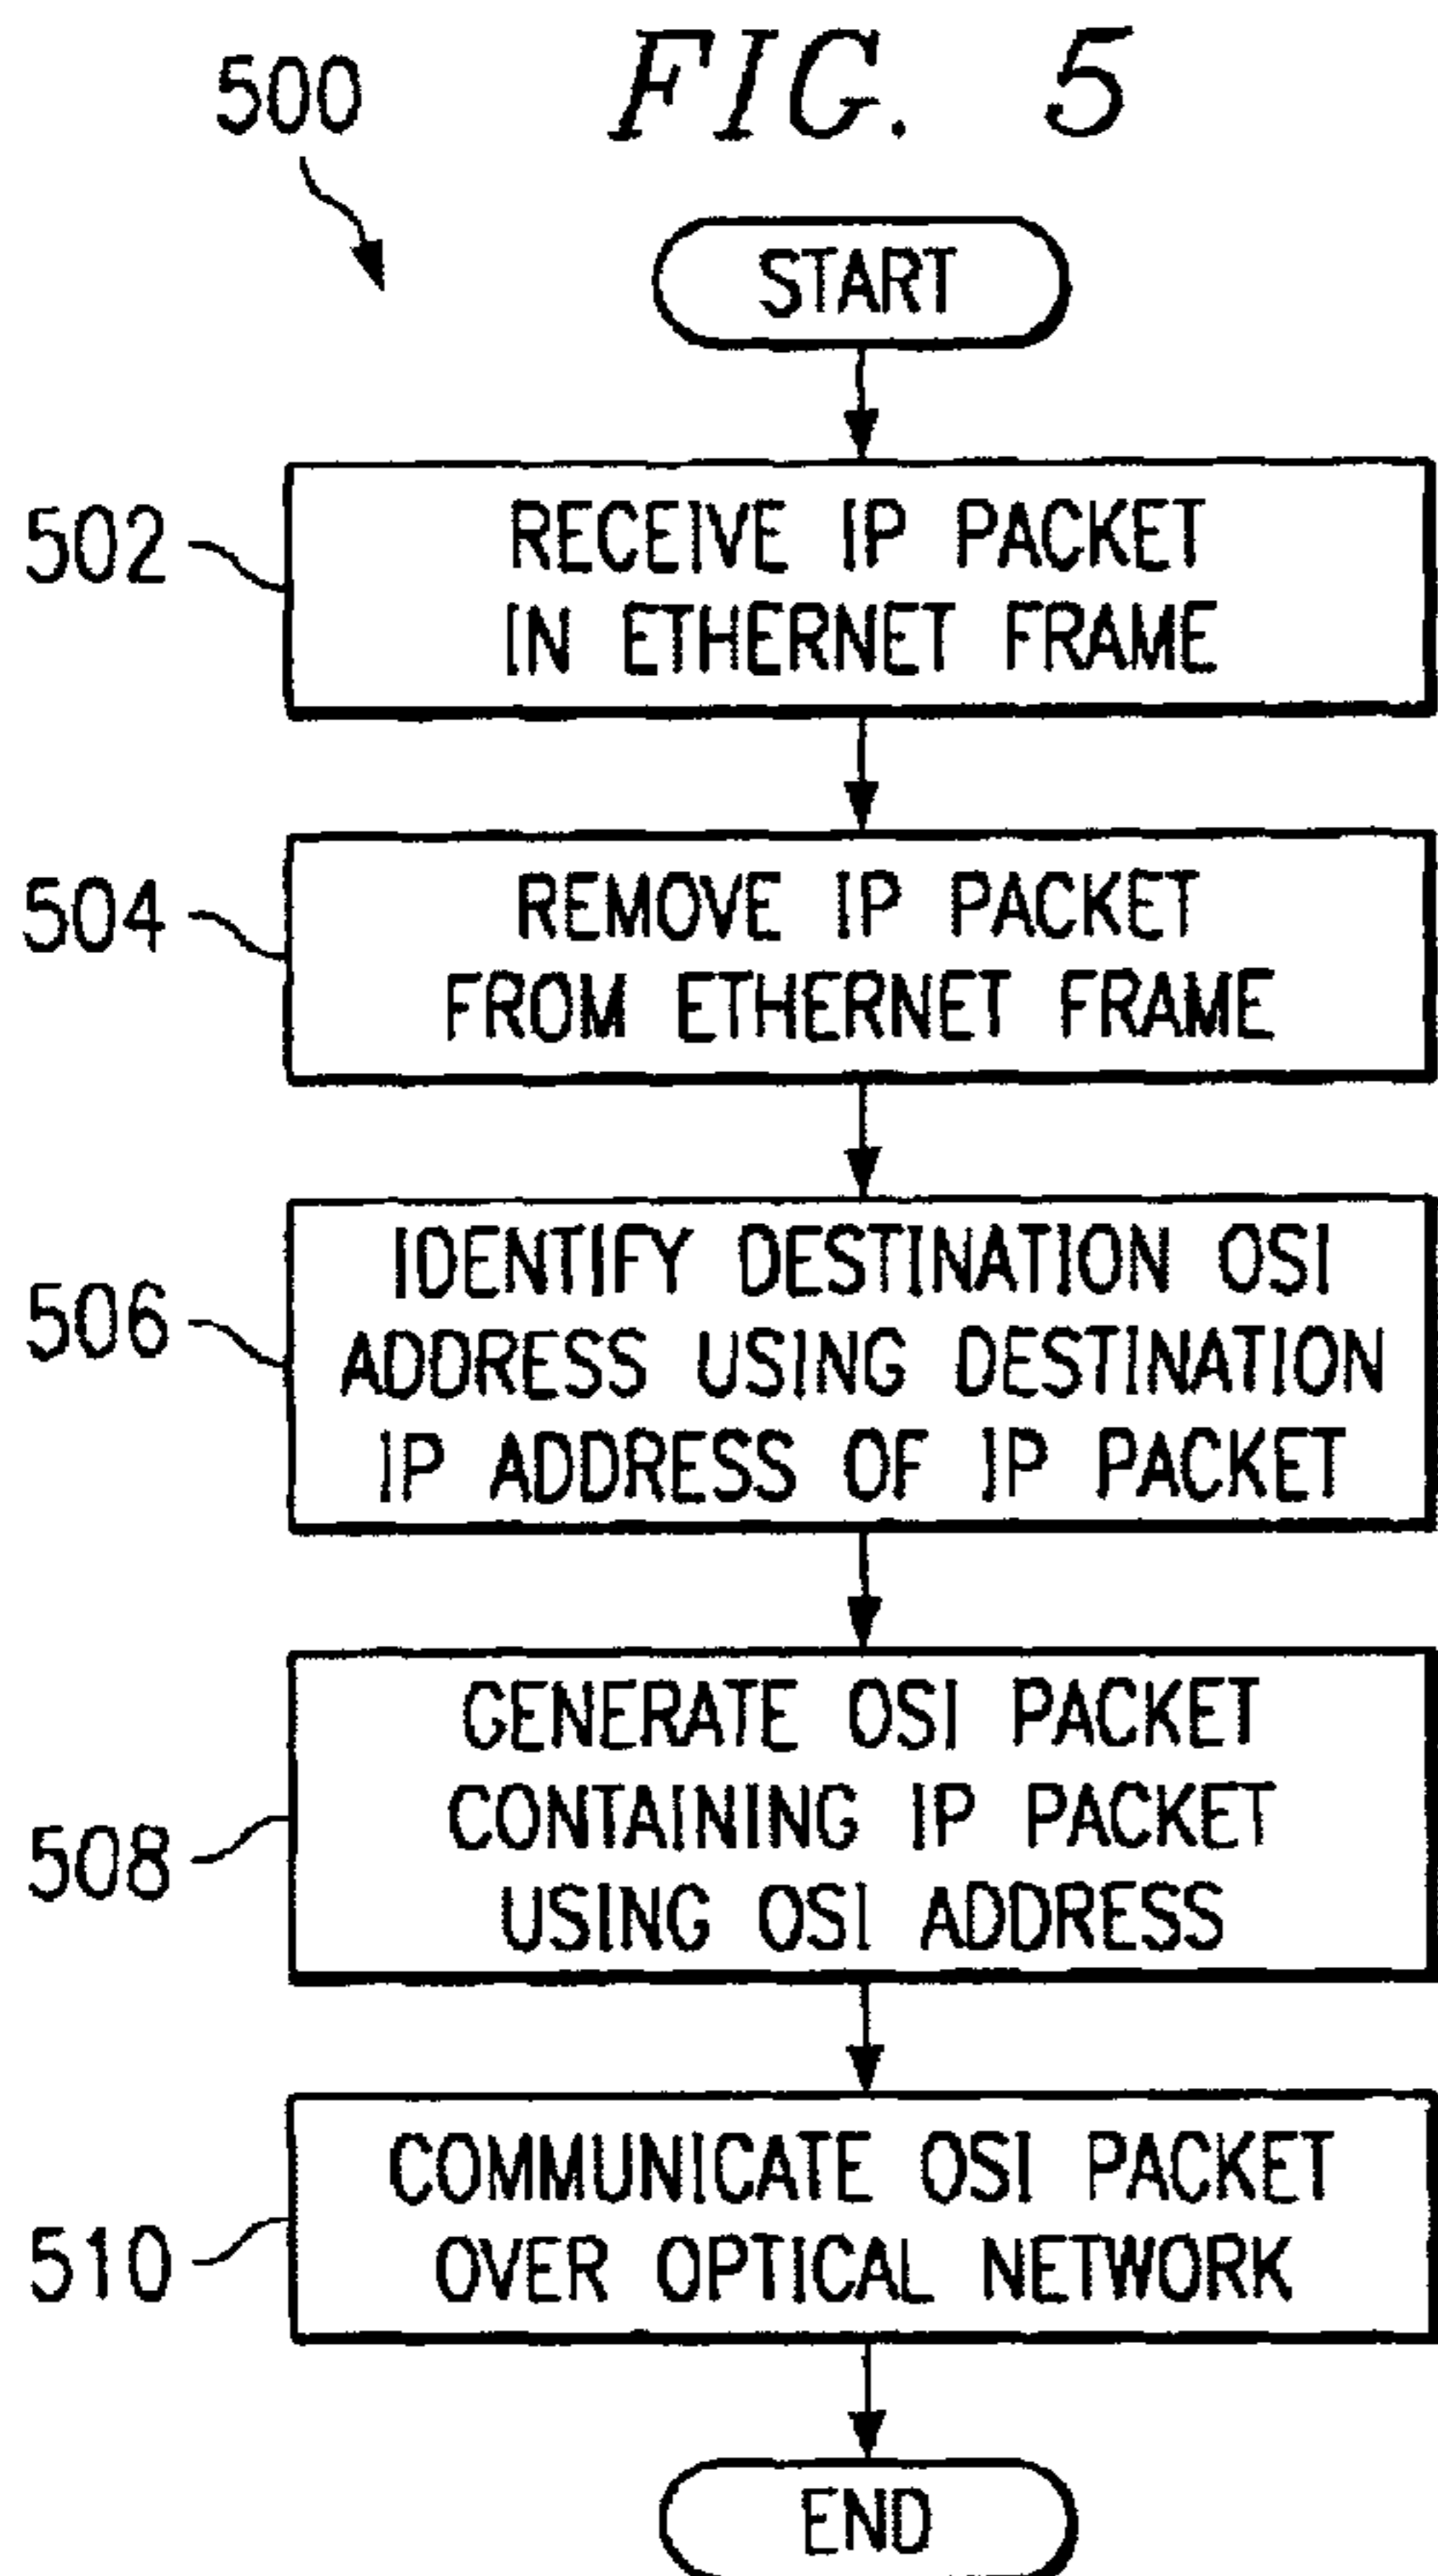 500
FIG. 5
START
502
RECEIVE IP PACKET
IN ETHERNET FRAME
504
REMOVE IP PACKET
FROM ETHERNET FRAME
506
IDENTIFY DESTINATION OSI
ADDRESS USING DESTINATION
IP ADDRESS OF IP PACKET
508
GENERATE OSI PACKET
CONTAINING IP PACKET
USING OSI ADDRESS
510
COMMUNICATE OSI PACKET
OVER OPTICAL NETWORK
END